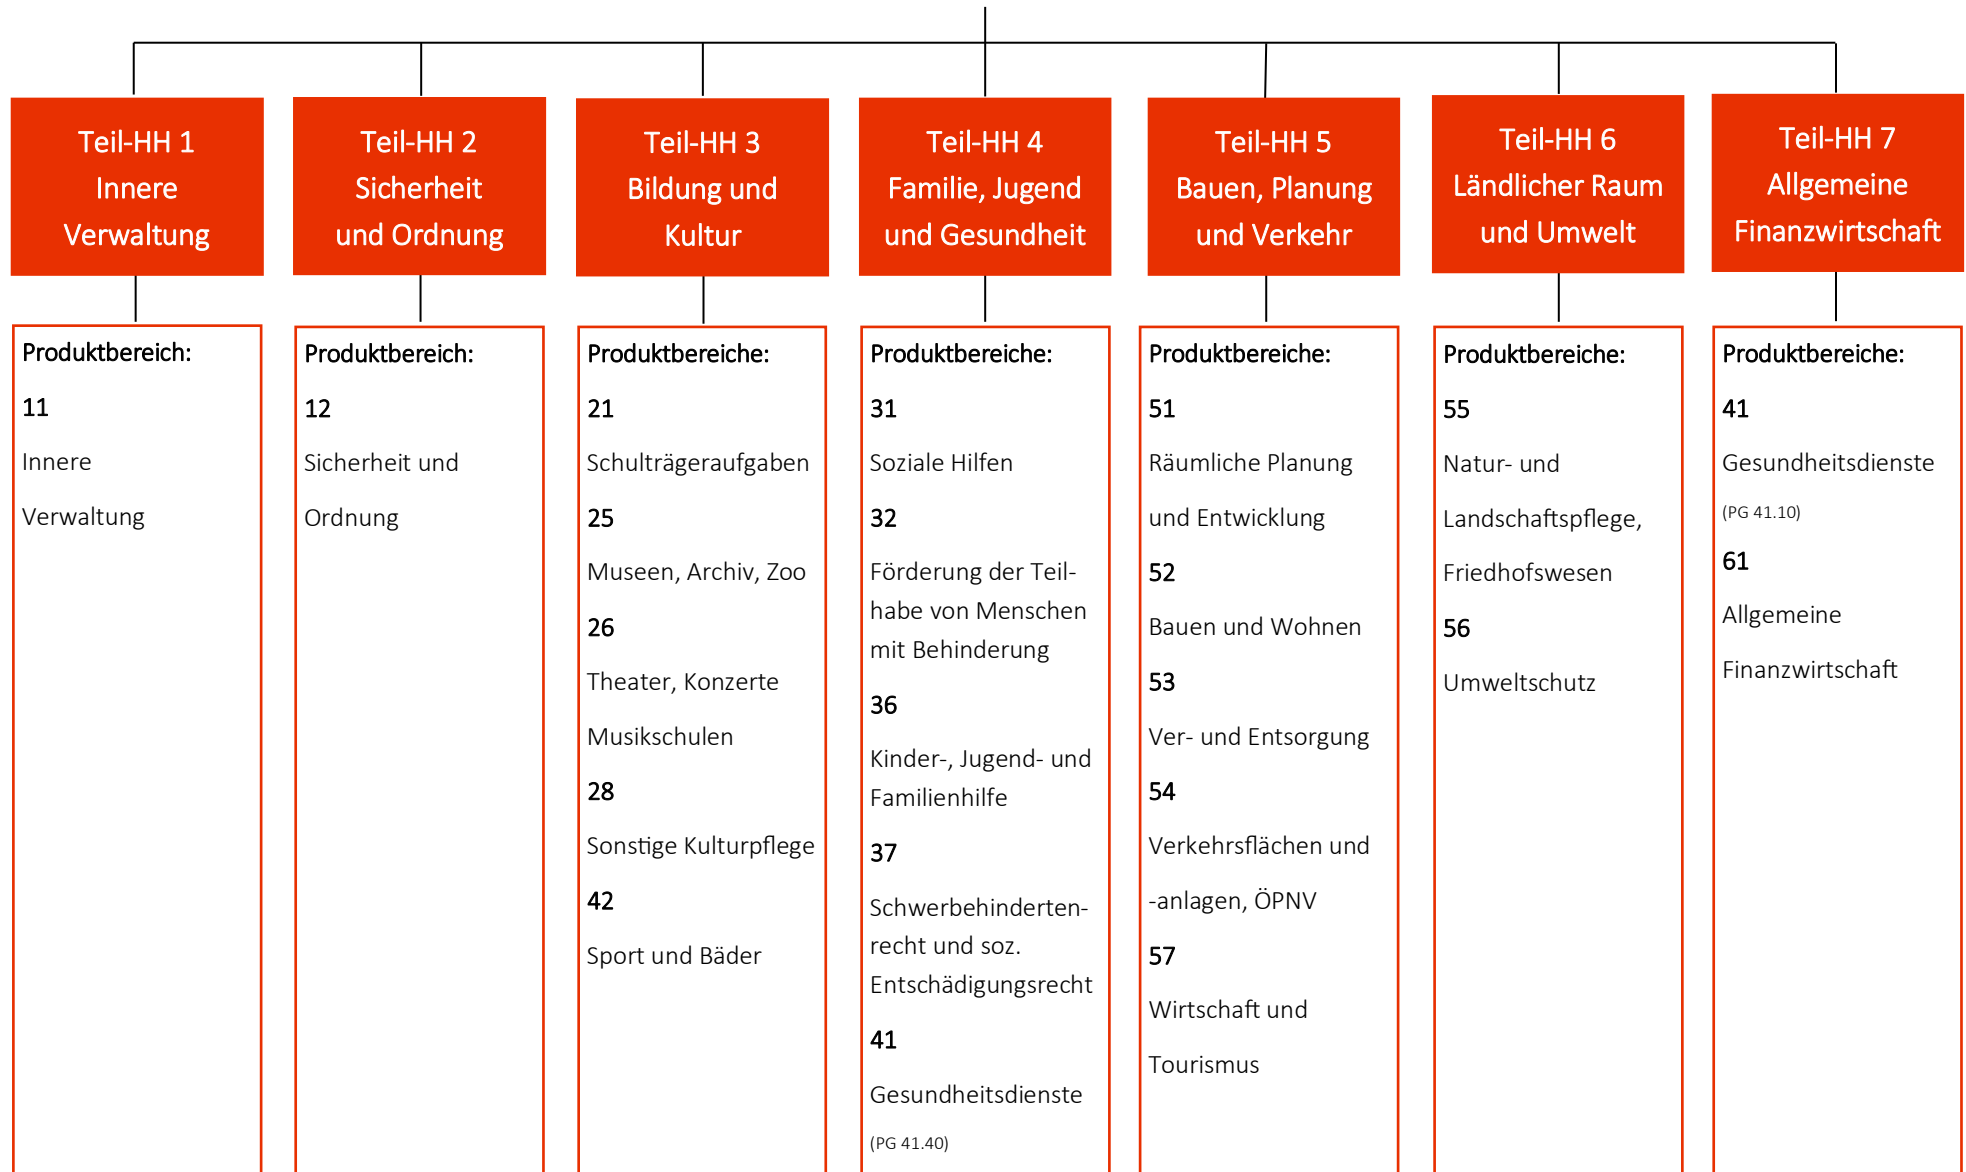 Teil-HH 1
Innere
Verwaltung
Teil-HH 2
Sicherheit
und Ordnung
Teil-HH 3
Bildung und
Kultur
Teil-HH 4
Familie, Jugend
und Gesundheit
Teil-HH 5
Bauen, Planung
und Verkehr
Teil-HH 6
Ländlicher Raum
und Umwelt
Teil-HH 7
Allgemeine
Finanzwirtschaft
Produktbereich:
11
Innere
Verwaltung
Produktbereich:
12
Sicherheit und
Ordnung
Produktbereiche:
21
Schulträgeraufgaben
25
Museen, Archiv, Zoo
26
Theater, Konzerte
Musikschulen
28
Sonstige Kulturpflege
42
Sport und Bäder
Produktbereiche:
31
Soziale Hilfen
32
Förderung der Teil-
habe von Menschen
mit Behinderung
36
Kinder-, Jugend- und
Familienhilfe
37
Schwerbehinderten-
recht und soz.
Entschädigungsrecht
41
Gesundheitsdienste
(PG 41.40)
Produktbereiche:
51
Räumliche Planung
und Entwicklung
52
Bauen und Wohnen
53
Ver- und Entsorgung
54
Verkehrsflächen und
-anlagen, ÖPNV
57
Wirtschaft und
Tourismus
Produktbereiche:
55
Natur- und
Landschaftspflege,
Friedhofswesen
56
Umweltschutz
Produktbereiche:
41
Gesundheitsdienste
(PG 41.10)
61
Allgemeine
Finanzwirtschaft